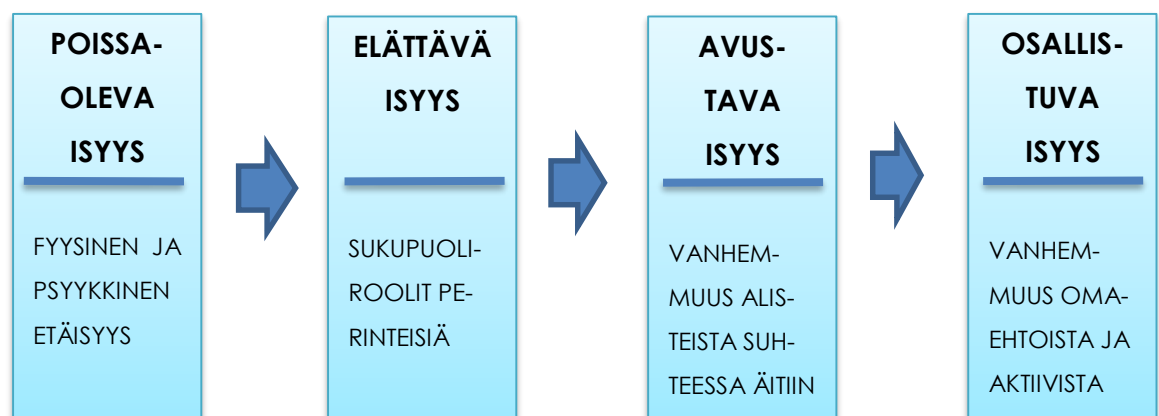 POISSA-
OLEVA
ISYYS
FYYSINEN JA
PSYYKKINEN
ETÄISYYS
ELÄTTÄVÄ
ISYYS
SUKUPUOLI-
ROOLIT PE-
RINTEISIÄ
AVUS-
TAVA
ISYYS
VANHEM-
MUUS ALIS-
TEISTA SUH-
TEESSA ÄITIIN
OSALLIS-
TUVA
ISYYS
VANHEM-
MUUS OMA-
EHTOISTA JA
AKTIIVISTA